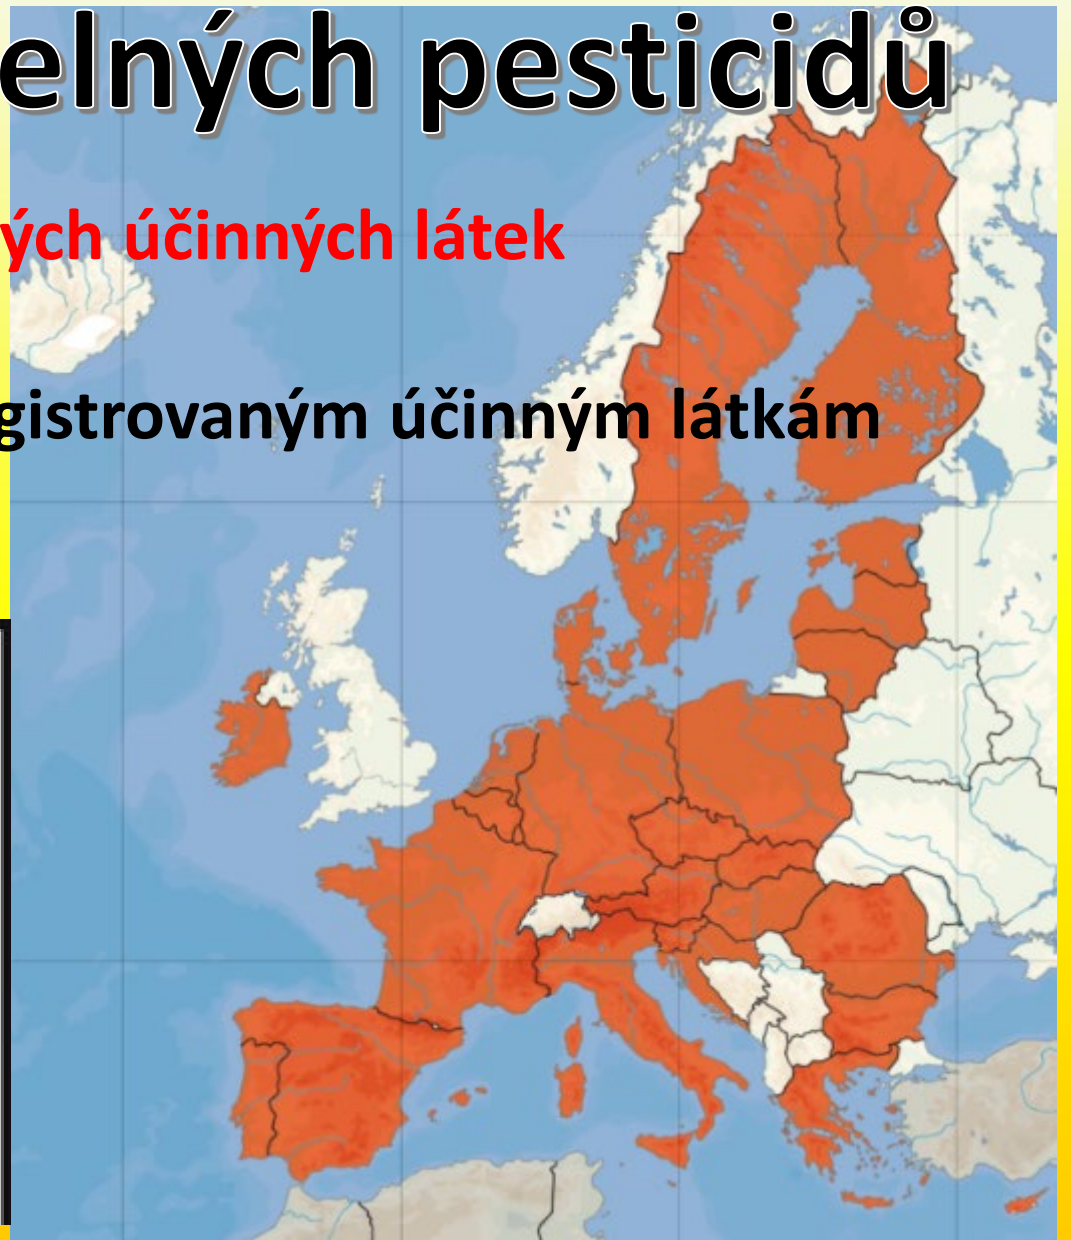 elných pesticidů
ých účinných látek
gistrovaným účinným látkám